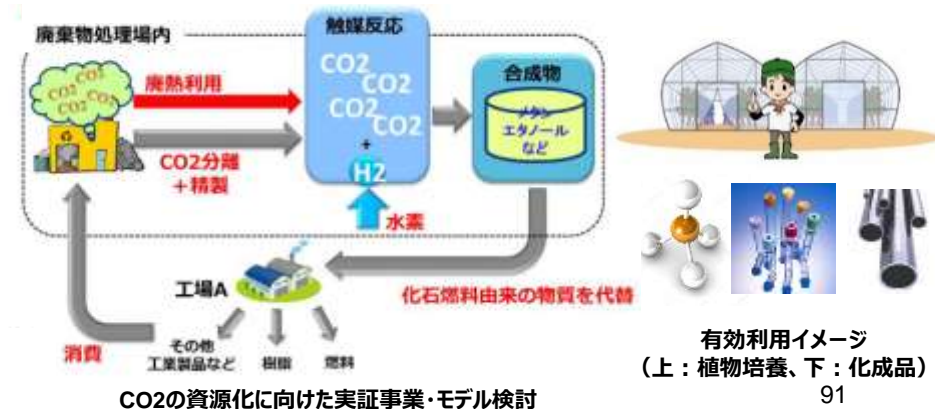 廃棄物処理場内
CO2
CO2
CO2 CO2
廃熱利用
CO2分離
＋精製
触媒反応
CO2
CO2
CO2
CO2
+
H2
水素
合成物
メタン
エタノール
など
工場A
化石燃料由来の物質を代替
消費
その他
工業製品など
樹脂
燃料
CO2の資源化に向けた実証事業・モデル検討
有効利用イメージ
（上：植物培養、下：化成品）
91